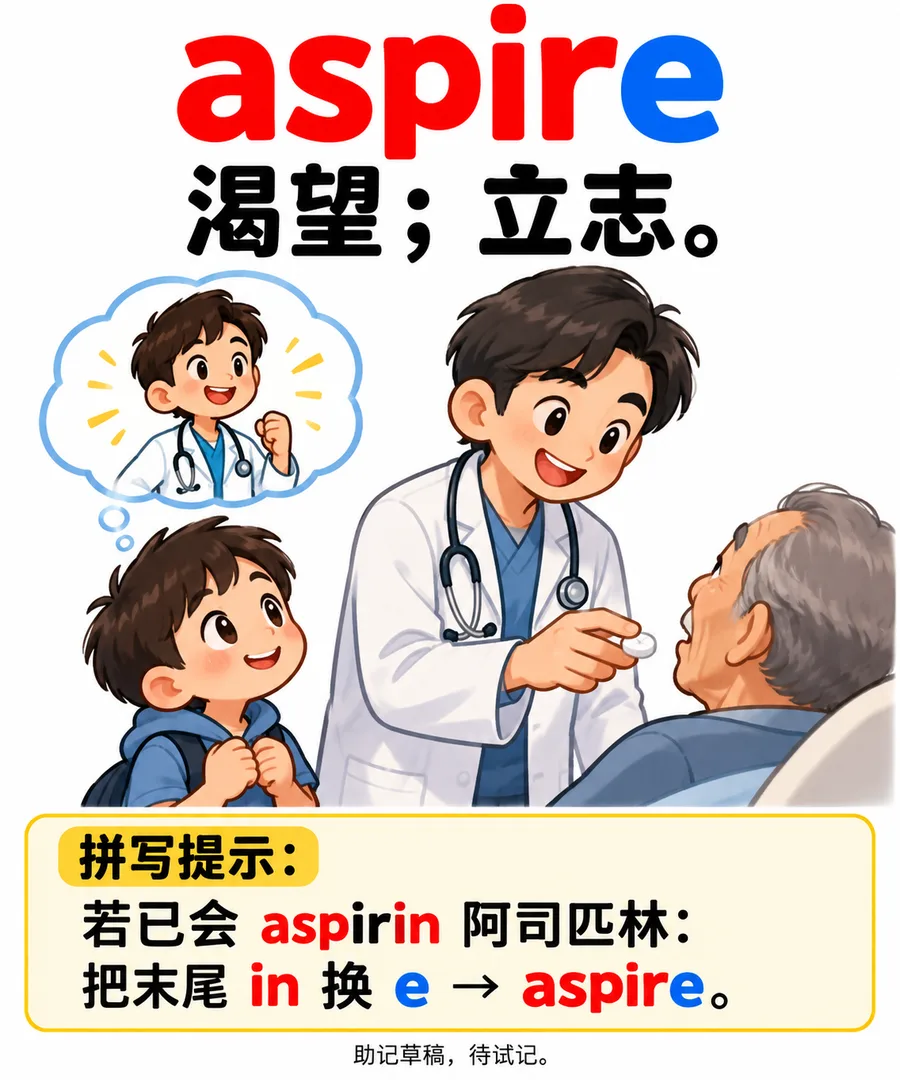 aspire
渴望；立志。
拼写提示：
若已会 aspirin 阿司匹林：
把末尾 in 换 e → aspire。
助记草稿，待试记。